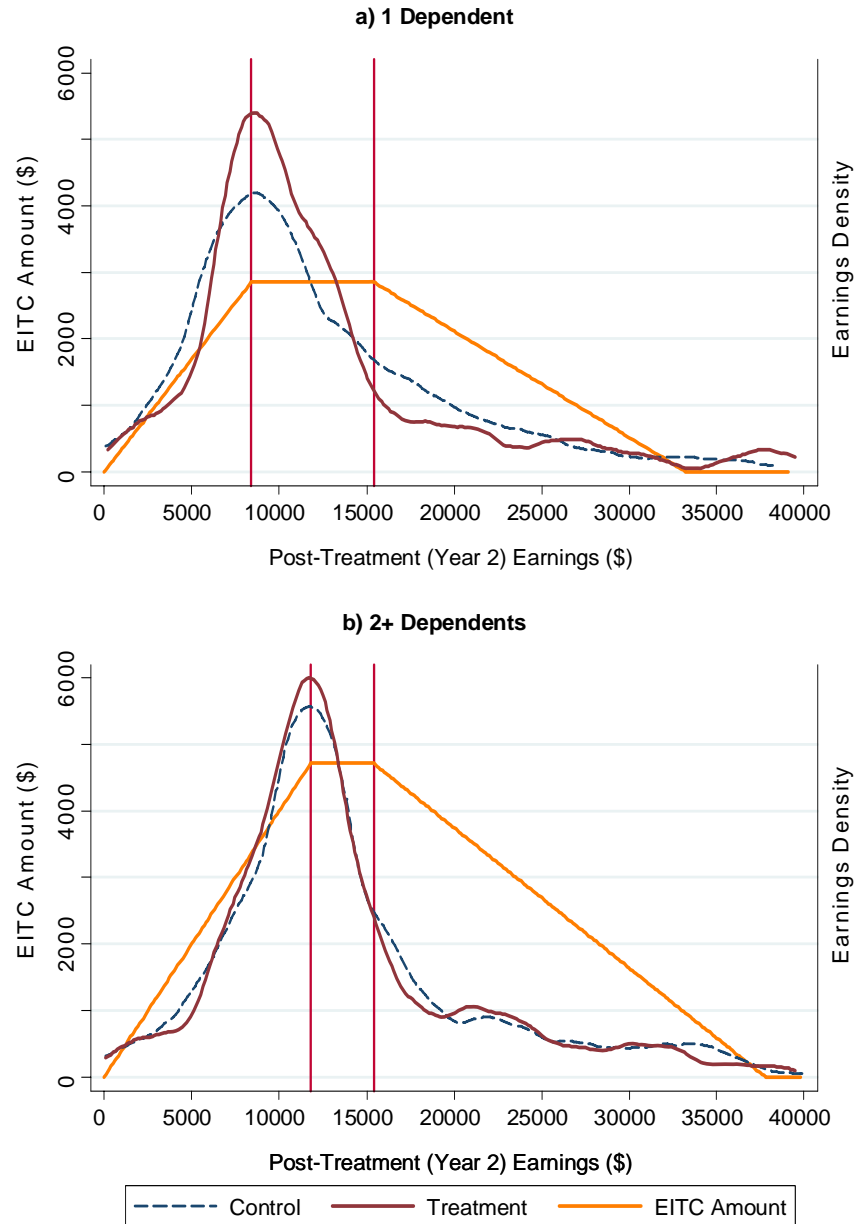 a) 1 Dependent
EITC Amount ($)
6000
4000
2000
0
Earnings Density
0 5000 10000 15000 20000 25000 30000 35000 40000
Post-Treatment (Year 2) Earnings ($)
b) 2+ Dependents
EITC Amount ($)
6000
4000
2000
0
Earnings Density
0 5000 10000 15000 20000 25000 30000 35000 40000
Post-Treatment (Year 2) Earnings ($)
Control Treatment EITC Amount